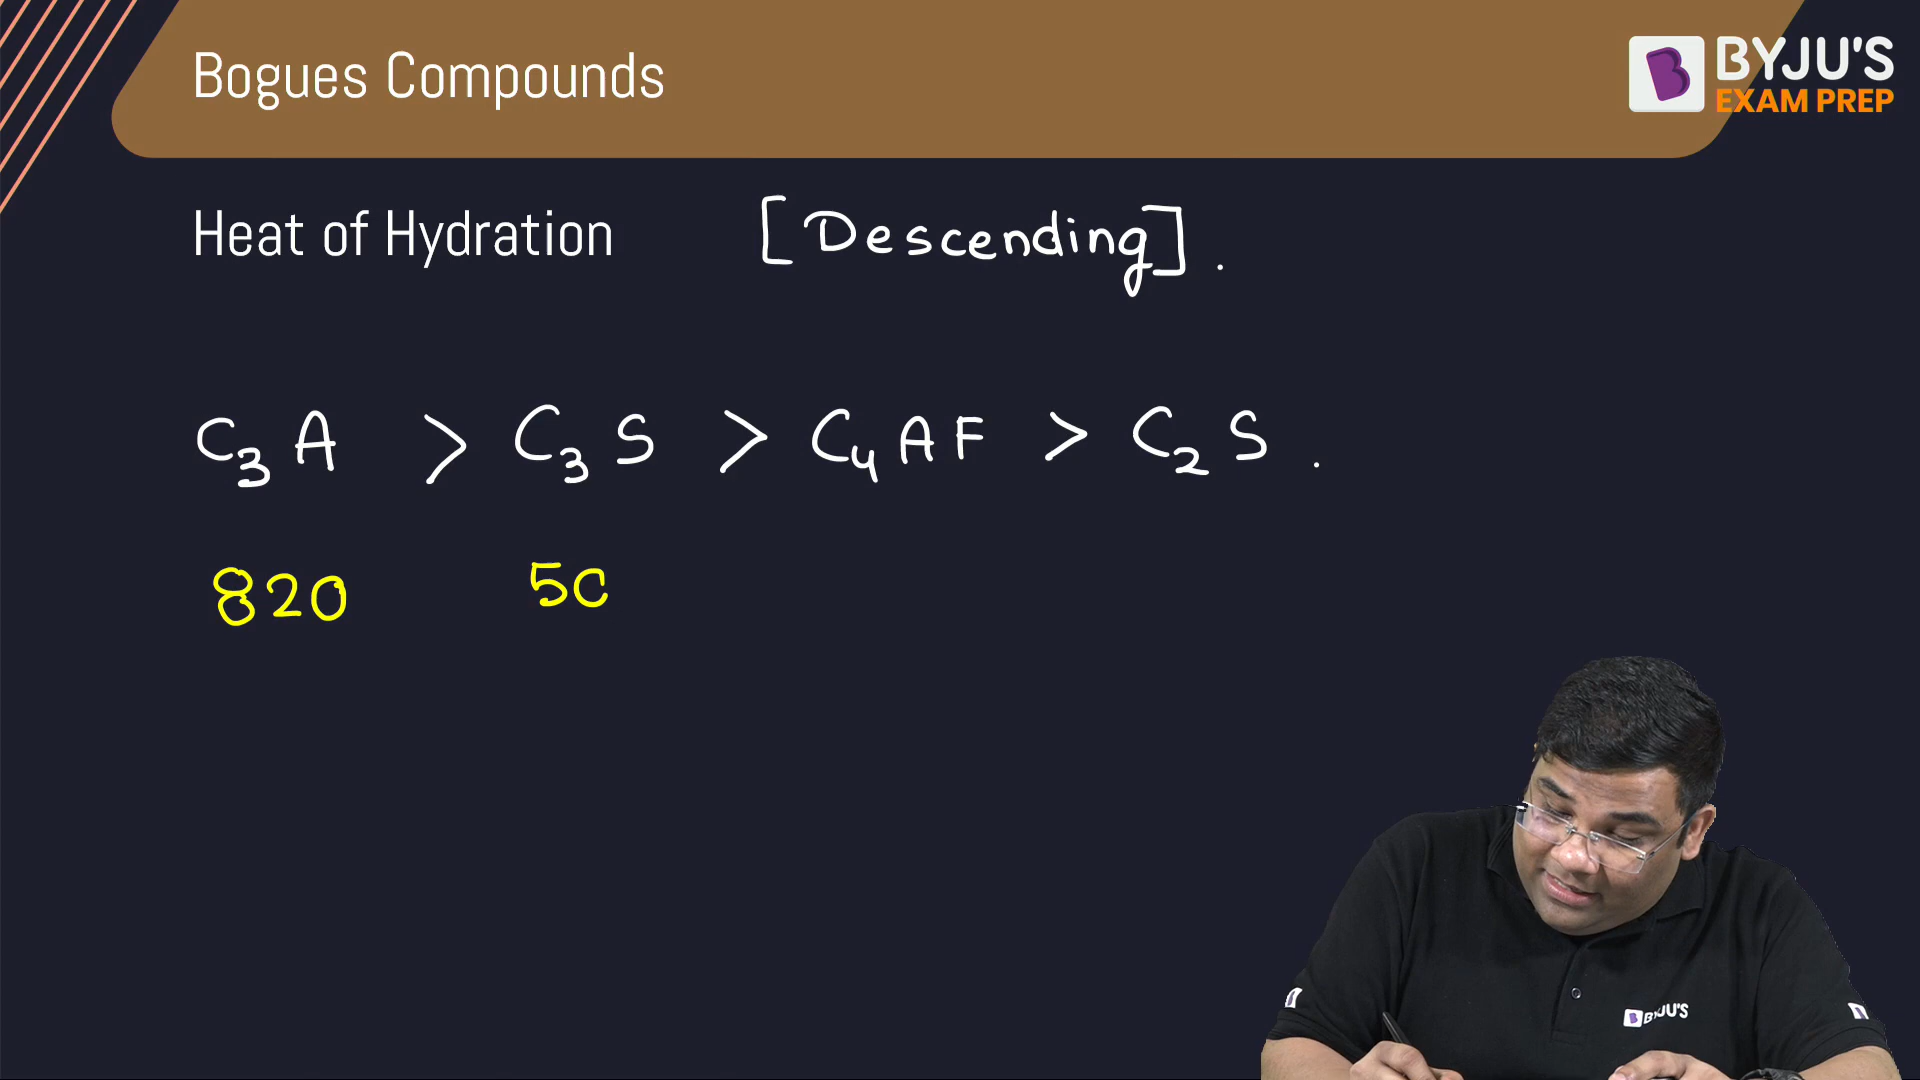 Bogues Compounds
BYJU'S
EXAM PREP
Heat of Hydration [Descending].
C₃A > C₃S > C₄AF > C₂S.
820 50
BYJU'S